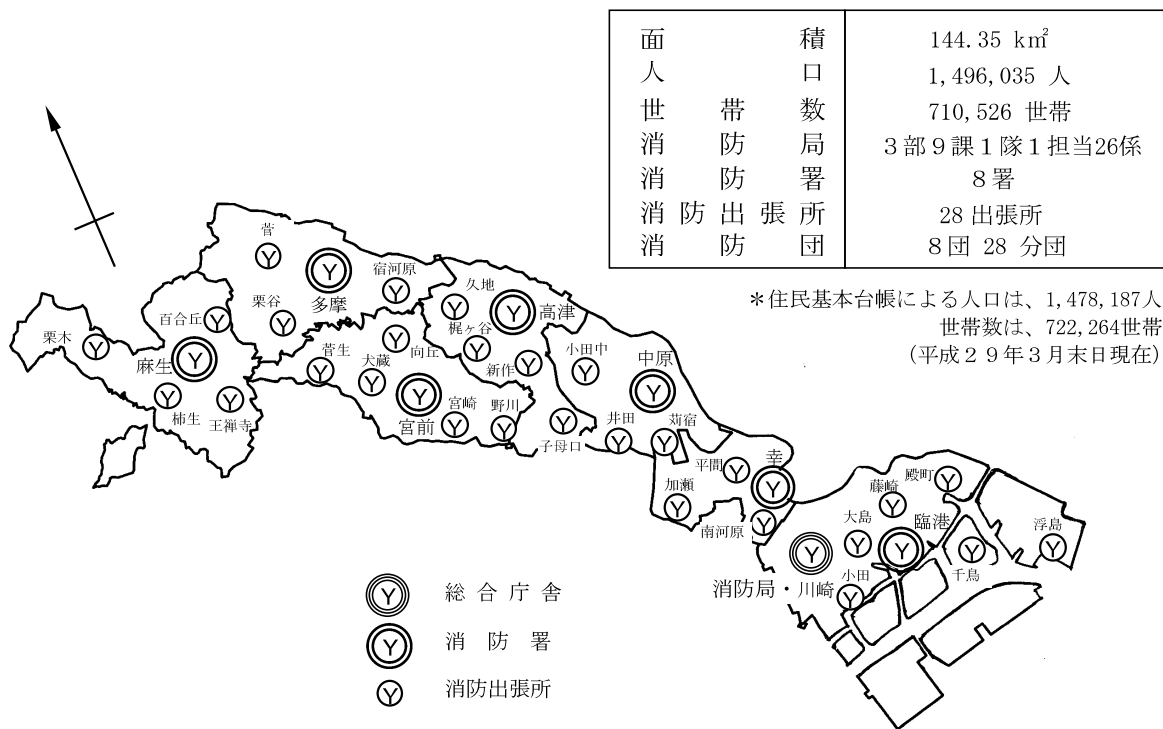 面積 144.35 km²
人口 1,496,035 人
世帯数 710,526 世帯
消防局 3部9課1隊1担当26係
消防署 8署
消防出張所 28出張所
消防団 8団 28 分団
*住民基本台帳による人口は、1,478,187人
世帯数は、722,264世帯
(平成29年3月末日現在)
菅
宿河原
多摩
栗谷
久地
高津
梶ヶ谷
新作
百合丘
栗木
麻生
柿生
王禅寺
菅生
犬蔵
向丘
宮前
宮崎
野川
子母口
小田中
中原
井田
苅宿
平間
幸
加瀬
南河原
殿町
藤崎
大島
臨港
浮島
千鳥
小田
消防局・川崎
総合庁舎
消防署
消防出張所